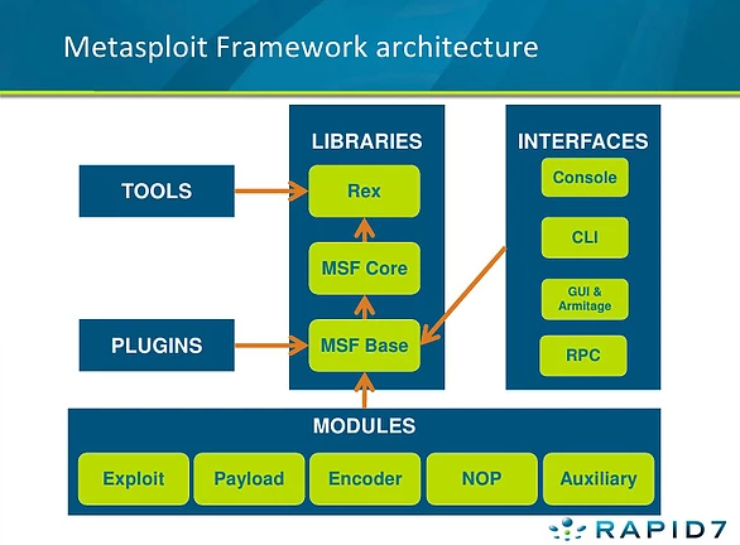 Metasploit Framework architecture
LIBRARIES
INTERFACES
TOOLS
Rex
Console
MSF Core
CLI
GUI &
Armitage
PLUGINS
MSF Base
RPC
MODULES
Exploit
Payload
Encoder
NOP
Auxiliary
RAPID7